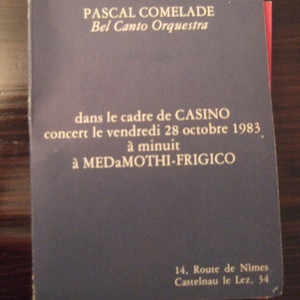 PASCAL COMELADE
Bel Canto Orquestra
dans le cadre de CASINO
concert le vendredi 28 octobre 1983
à minuit
à MEDaMOTHI-FRIGICO
14, Route de Nîmes
Castelnau le Lez, 34